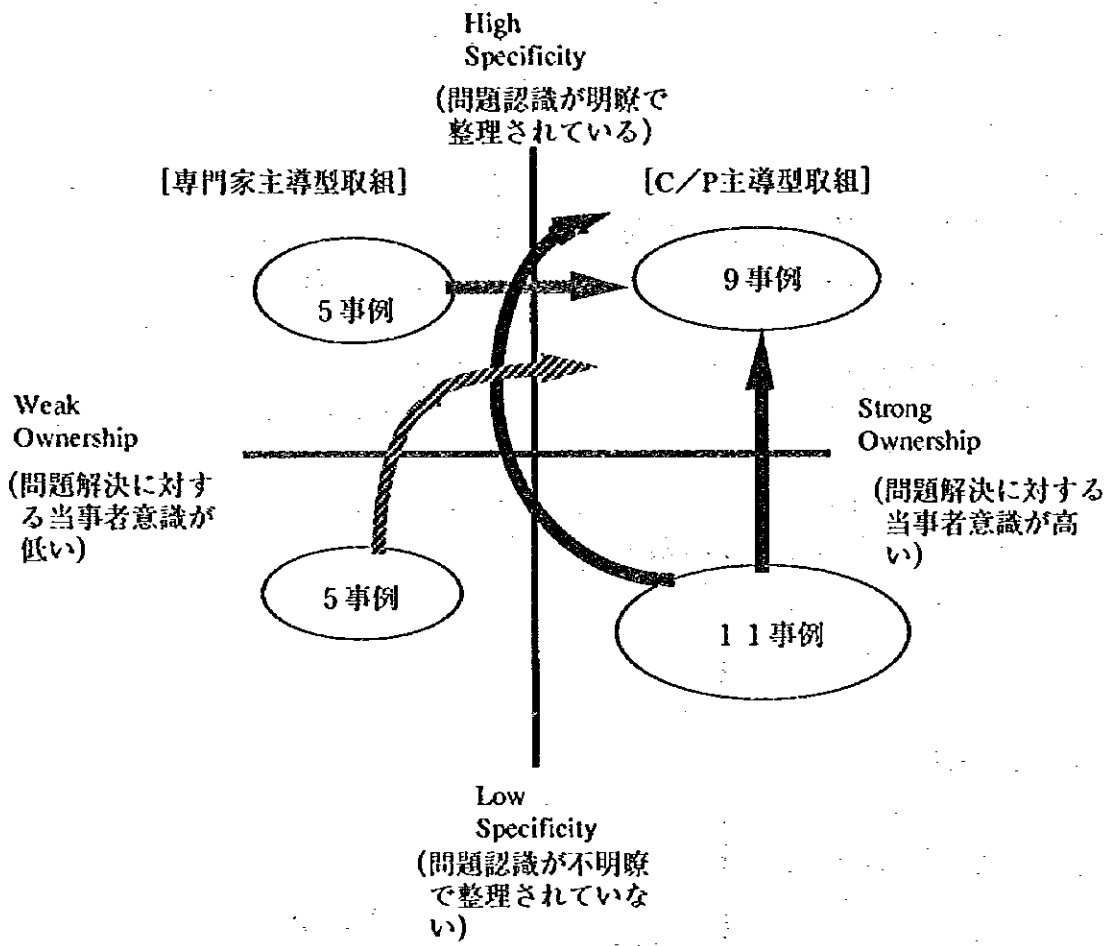 High
Specificity
(問題認識が明瞭で
整理されている)
[専門家主導型取組]
[C/P主導型取組]
5事例
9事例
Weak
Ownership
(問題解決に対す
る当事者意識が
低い)
Strong
Ownership
(問題解決に対する
当事者意識が高
い)
5事例
11事例
Low
Specificity
(問題認識が不明瞭
で整理されていな
い)